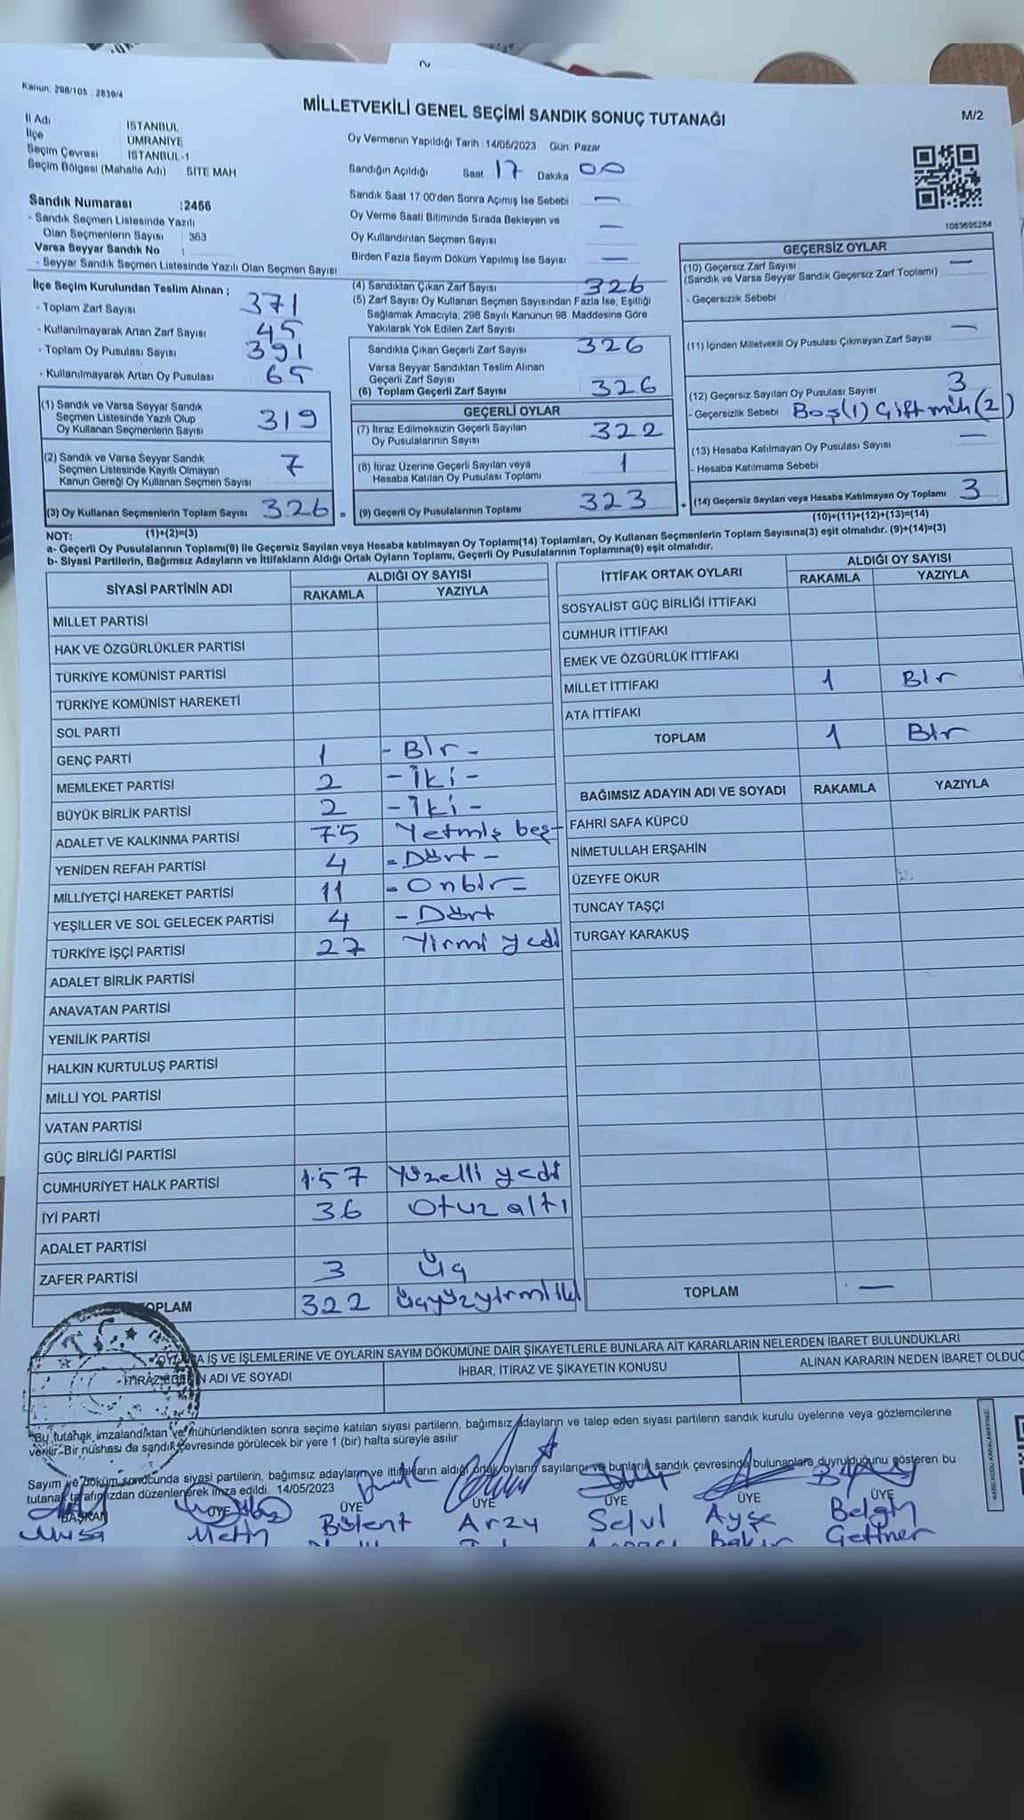 Kanun: 298/105 , 2839/4
MİLLETVEKİLİ GENEL SEÇİMİ SANDIK SONUÇ TUTANAĞI
M/2
İl Adı İSTANBUL
İlçe ÜMRANİYE
Seçim Çevresi İSTANBUL-1
Seçim Bölgesi (Mahalle Adı) SİTE MAH
Sandık Numarası :2456
- Sandık Seçmen Listesinde Yazılı
Olan Seçmenlerin Sayısı : 363
Varsa Seyyar Sandık No :
- Seyyar Sandık Seçmen Listesinde Yazılı Olan Seçmen Sayısı
Oy Vermenin Yapıldığı Tarih :14/05/2023 Gün: Pazar
Sandığın Açıldığı Saat 17 Dakika 00
Sandık Saat 17:00'den Sonra Açımış İse Sebebi —
Oy Verme Saati Bitiminde Sırada Bekleyen ve
Oy Kullandırılan Seçmen Sayısı —
Birden Fazla Sayım Döküm Yapılmış İse Sayısı —
1083695264
İlçe Seçim Kurulundan Teslim Alınan ;
- Toplam Zarf Sayısı 371
- Kullanılmayarak Artan Zarf Sayısı 45
- Toplam Oy Pusulası Sayısı 391
- Kullanılmayarak Artan Oy Pusulası 65
(1) Sandık ve Varsa Seyyar Sandık
Seçmen Listesinde Yazılı Olup
Oy Kullanan Seçmenlerin Sayısı 319
(2) Sandık ve Varsa Seyyar Sandık
Seçmen Listesinde Kayıtlı Olmayan
Kanun Gereği Oy Kullanan Seçmen Sayısı 7
(3) Oy Kullanan Seçmenlerin Toplam Sayısı 326 =
(1)+(2)=(3)
(4) Sandıktan Çıkan Zarf Sayısı 326
(5) Zarf Sayısı Oy Kullanan Seçmen Sayısından Fazla İse, Eşitliği
Sağlamak Amacıyla, 298 Sayılı Kanunun 98. Maddesine Göre
Yakılarak Yok Edilen Zarf Sayısı
Sandıkta Çıkan Geçerli Zarf Sayısı 326
Varsa Seyyar Sandıktan Teslim Alınan
Geçerli Zarf Sayısı
(6) Toplam Geçerli Zarf Sayısı 326
GEÇERLİ OYLAR
(7) İtiraz Edilmeksizin Geçerli Sayılan
Oy Pusulalarının Sayısı 322
(8) İtiraz Üzerine Geçerli Sayılan veya
Hesaba Katılan Oy Pusulası Toplamı 1
(9) Geçerli Oy Pusulalarının Toplamı 323 +
GEÇERSİZ OYLAR
(10) Geçersiz Zarf Sayısı —
(Sandık ve Varsa Seyyar Sandık Geçersiz Zarf Toplamı)
- Geçersizlik Sebebi
(11) İçinden Milletvekili Oy Pusulası Çıkmayan Zarf Sayısı —
(12) Geçersiz Sayılan Oy Pusulası Sayısı 3
- Geçersizlik Sebebi Boş(1) Çift müh(2)
(13) Hesaba Katılmayan Oy Pusulası Sayısı —
- Hesaba Katılmama Sebebi
(14) Geçersiz Sayılan veya Hesaba Katılmayan Oy Toplamı 3
(10)+(11)+(12)+(13)=(14)
NOT:
a- Geçerli Oy Pusulalarının Toplamı(9) ile Geçersiz Sayılan veya Hesaba katılmayan Oy Toplamı(14) Toplamları, Oy Kullanan Seçmenlerin Toplam Sayısına(3) eşit olmalıdır. (9)+(14)=(3)
b- Siyasi Partilerin, Bağımsız Adayların ve İttifakların Aldığı Ortak Oyların Toplamı, Geçerli Oy Pusulalarının Toplamına(9) eşit olmalıdır.
SİYASİ PARTİNİN ADI ALDIĞI OY SAYISI
RAKAMLA YAZIYLA
MİLLET PARTİSİ
HAK VE ÖZGÜRLÜKLER PARTİSİ
TÜRKİYE KOMÜNİST PARTİSİ
TÜRKİYE KOMÜNİST HAREKETİ
SOL PARTİ
GENÇ PARTİ 1 - Bir -
MEMLEKET PARTİSİ 2 - İki -
BÜYÜK BİRLİK PARTİSİ 2 - İki -
ADALET VE KALKINMA PARTİSİ 75 Yetmiş beş
YENİDEN REFAH PARTİSİ 4 - Dört -
MİLLİYETÇİ HAREKET PARTİSİ 11 - Onbir -
YEŞİLLER VE SOL GELECEK PARTİSİ 4 - Dört
TÜRKİYE İŞÇİ PARTİSİ 27 Yirmi yedi
ADALET BİRLİK PARTİSİ
ANAVATAN PARTİSİ
YENİLİK PARTİSİ
HALKIN KURTULUŞ PARTİSİ
MİLLİ YOL PARTİSİ
VATAN PARTİSİ
GÜÇ BİRLİĞİ PARTİSİ
CUMHURİYET HALK PARTİSİ 157 Yüzelli yedi
İYİ PARTİ 36 Otuz altı
ADALET PARTİSİ
ZAFER PARTİSİ 3 Üç
TOPLAM 322 Üçyüzyirmi iki
İTTİFAK ORTAK OYLARI ALDIĞI OY SAYISI
RAKAMLA YAZIYLA
SOSYALİST GÜÇ BİRLİĞİ İTTİFAKI
CUMHUR İTTİFAKI
EMEK VE ÖZGÜRLÜK İTTİFAKI
MİLLET İTTİFAKI 1 Bir
ATA İTTİFAKI
TOPLAM 1 Bir
BAĞIMSIZ ADAYIN ADI VE SOYADI RAKAMLA YAZIYLA
FAHRİ SAFA KÜPCÜ
NİMETULLAH ERŞAHİN
ÜZEYFE OKUR
TUNCAY TAŞÇI
TURGAY KARAKUŞ
TOPLAM —
İŞ VE İŞLEMLERİNE VE OYLARIN SAYIM DÖKÜMÜNE DAİR ŞİKAYETLERLE BUNLARA AİT KARARLARIN NELERDEN İBARET BULUNDUKLARI
ADI VE SOYADI İHBAR, İTİRAZ VE ŞİKAYETİN KONUSU ALINAN KARARIN NEDEN İBARET OLDUĞ
Bu tutanak imzalandıktan ve mühürlendikten sonra seçime katılan siyasi partilerin, bağımsız adayların ve talep eden siyasi partilerin sandık kurulu üyelerine veya gözlemcilerine
verilir. Bir nüshası da sandık çevresinde görülecek bir yere 1 (bir) hafta süreyle asılır.
Sayım ve döküm sonucunda siyasi partilerin, bağımsız adayların ve ittifakların aldığı ortak oyların sayıları ve bunların sandık çevresinde bulunanlara duyrulduğunu gösteren bu
tutanak tarafımızdan düzenlenerek imza edildi. 14/05/2023
BAŞKAN ÜYE ÜYE ÜYE ÜYE ÜYE ÜYE
Musa Metin Bülent Arzu Selvi Ayşe Belgin
Gettner